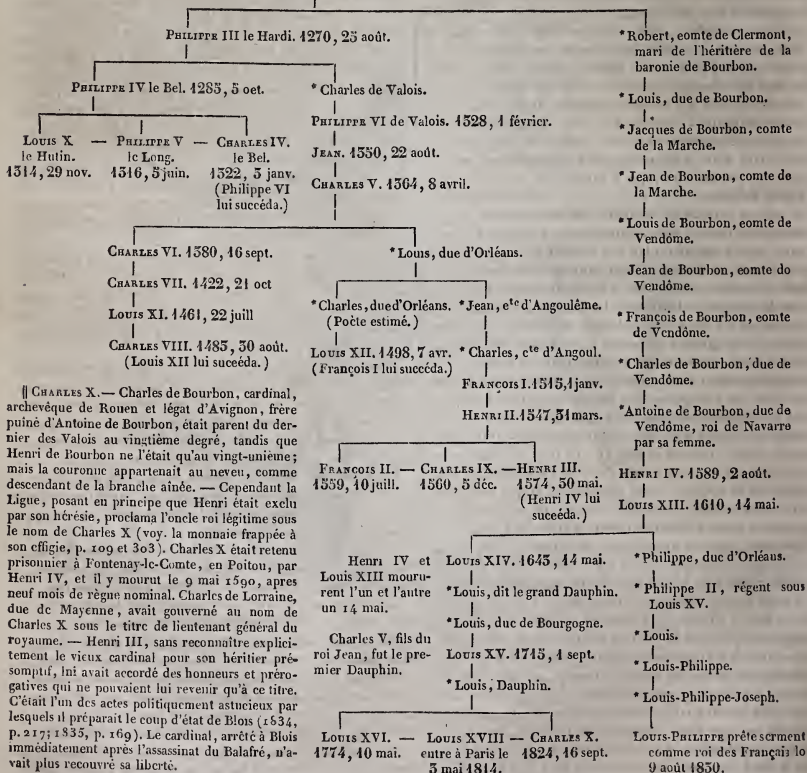 PHILIPPE III le Hardi. 1270, 25 août.
* Robert, comte de Clermont,
mari de l'héritière de la
baronie de Bourbon.
PHILIPPE IV le Bel. 1285, 5 oct.
* Charles de Valois.
* Louis, duc de Bourbon.
PHILIPPE VI de Valois. 1328, 1 février.
* Jacques de Bourbon, comte
de la Marche.
LOUIS X — PHILIPPE V — CHARLES IV.
le Hutin. le Long. le Bel.
1314, 29 nov. 1316, 5 juin. 1322, 3 janv.
(Philippe VI
lui succéda.)
JEAN. 1350, 22 août.
CHARLES V. 1364, 8 avril.
* Jean de Bourbon, comte de
la Marche.
* Louis de Bourbon, comte de
Vendôme.
CHARLES VI. 1380, 16 sept.
* Louis, duc d'Orléans.
CHARLES VII. 1422, 21 oct
Jean de Bourbon, comte do
Vendôme.
LOUIS XI. 1461, 22 juill
* Charles, duc d'Orléans. * Jean, cte d'Angoulême.
(Poète estimé.)
* François de Bourbon, comte
de Vendôme.
CHARLES VIII. 1483, 30 août.
(Louis XII lui succéda.)
LOUIS XII. 1498, 7 avr. * Charles, cte d'Angoul.
(François I lui succéda.)
* Charles de Bourbon, duc de
Vendôme.
FRANÇOIS I. 1515, 1 janv.
HENRI II. 1547, 31 mars.
* Antoine de Bourbon, duc de
Vendôme, roi de Navarre
par sa femme.
FRANÇOIS II. — CHARLES IX. — HENRI III.
1559, 10 juill. 1560, 5 déc. 1574, 30 mai.
(Henri IV lui
succéda.)
HENRI IV. 1589, 2 août.
LOUIS XIII. 1610, 14 mai.
‖ CHARLES X. — Charles de Bourbon, cardinal,
archevêque de Rouen et légat d'Avignon, frère
puîné d'Antoine de Bourbon, était parent du der-
nier des Valois au vingtième degré, tandis que
Henri de Bourbon ne l'était qu'au vingt-unième;
mais la couronne appartenait au neveu, comme
descendant de la branche aînée. — Cependant la
Ligue, posant en principe que Henri était exclu
par son hérésie, proclama l'oncle roi légitime sous
le nom de Charles X (voy. la monnaie frappée à
son effigie, p. 109 et 303). Charles X était retenu
prisonnier à Fontenay-le-Comte, en Poitou, par
Henri IV, et il y mourut le 9 mai 1590, apres
neuf mois de règne nominal. Charles de Lorraine,
duc de Mayenne, avait gouverné au nom de
Charles X sous le titre de lieutenant général du
royaume. — Henri III, sans reconnaître explici-
tement le vieux cardinal pour son héritier pré-
somptif, lui avait accordé des honneurs et préro-
gatives qui ne pouvaient lui revenir qu'à ce titre.
C'était l'un des actes politiquement astucieux par
lesquels il préparait le coup d'état de Blois (1834,
p. 217; 1835, p. 169). Le cardinal, arrêté à Blois
immédiatement après l'assassinat du Balafré, n'a-
vait plus recouvré sa liberté.
Henri IV et
Louis XIII mouru-
rent l'un et l'autre
un 14 mai.
Charles V, fils du
roi Jean, fut le pre-
mier Dauphin.
LOUIS XIV. 1643, 14 mai.
* Louis, dit le grand Dauphin.
* Louis, duc de Bourgogne.
LOUIS XV. 1715, 1 sept.
* Louis, Dauphin.
LOUIS XVI. — LOUIS XVIII — CHARLES X.
1774, 10 mai. entre à Paris le 1824, 16 sept.
3 mai 1814.
* Philippe, duc d'Orléans.
* Philippe II, régent sous
Louis XV.
* Louis.
* Louis-Philippe.
* Louis-Philippe-Joseph.
LOUIS-PHILIPPE prête serment
comme roi des Français lo
9 août 1830.